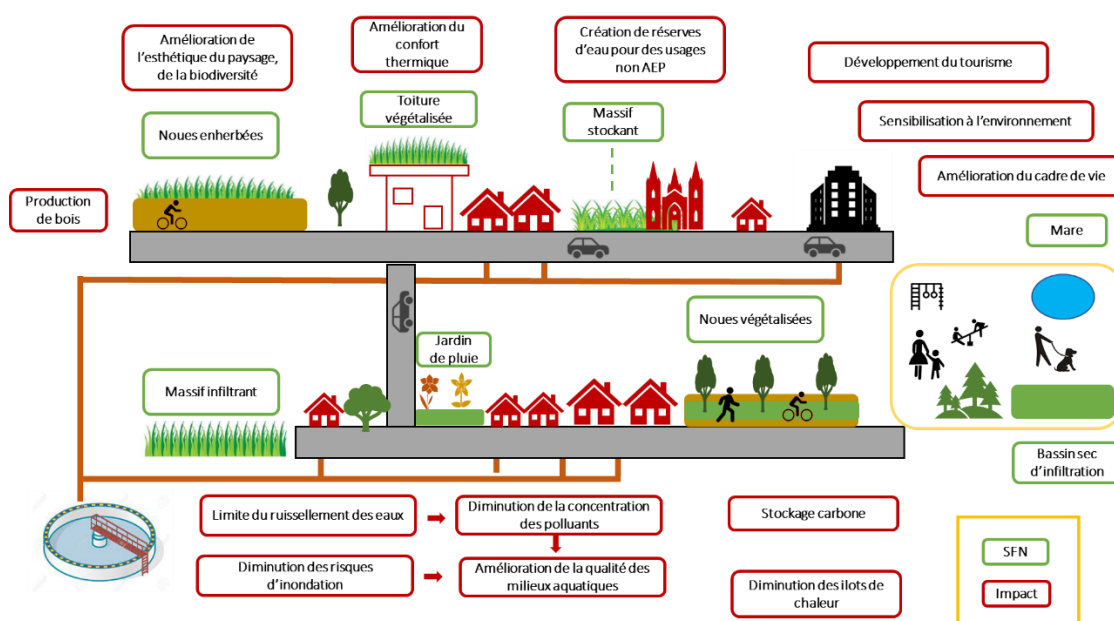 Amélioration de
l'esthétique du paysage,
de la biodiversité
Amélioration du
confort
thermique
Création de réserves
d'eau pour des usages
non AEP
Développement du tourisme
Noues enherbées
Toiture
végétalisée
Massif
stockant
Sensibilisation à l'environnement
Amélioration du cadre de vie
Production
de bois
Mare
Massif infiltrant
Jardin
de pluie
Noues végétalisées
Bassin sec
d'infiltration
Limite du ruissellement des eaux
Diminution de la concentration
des polluants
Stockage carbone
Diminution des risques
d'inondation
Amélioration de la qualité des
milieux aquatiques
Diminution des ilots de
chaleur
SFN
Impact